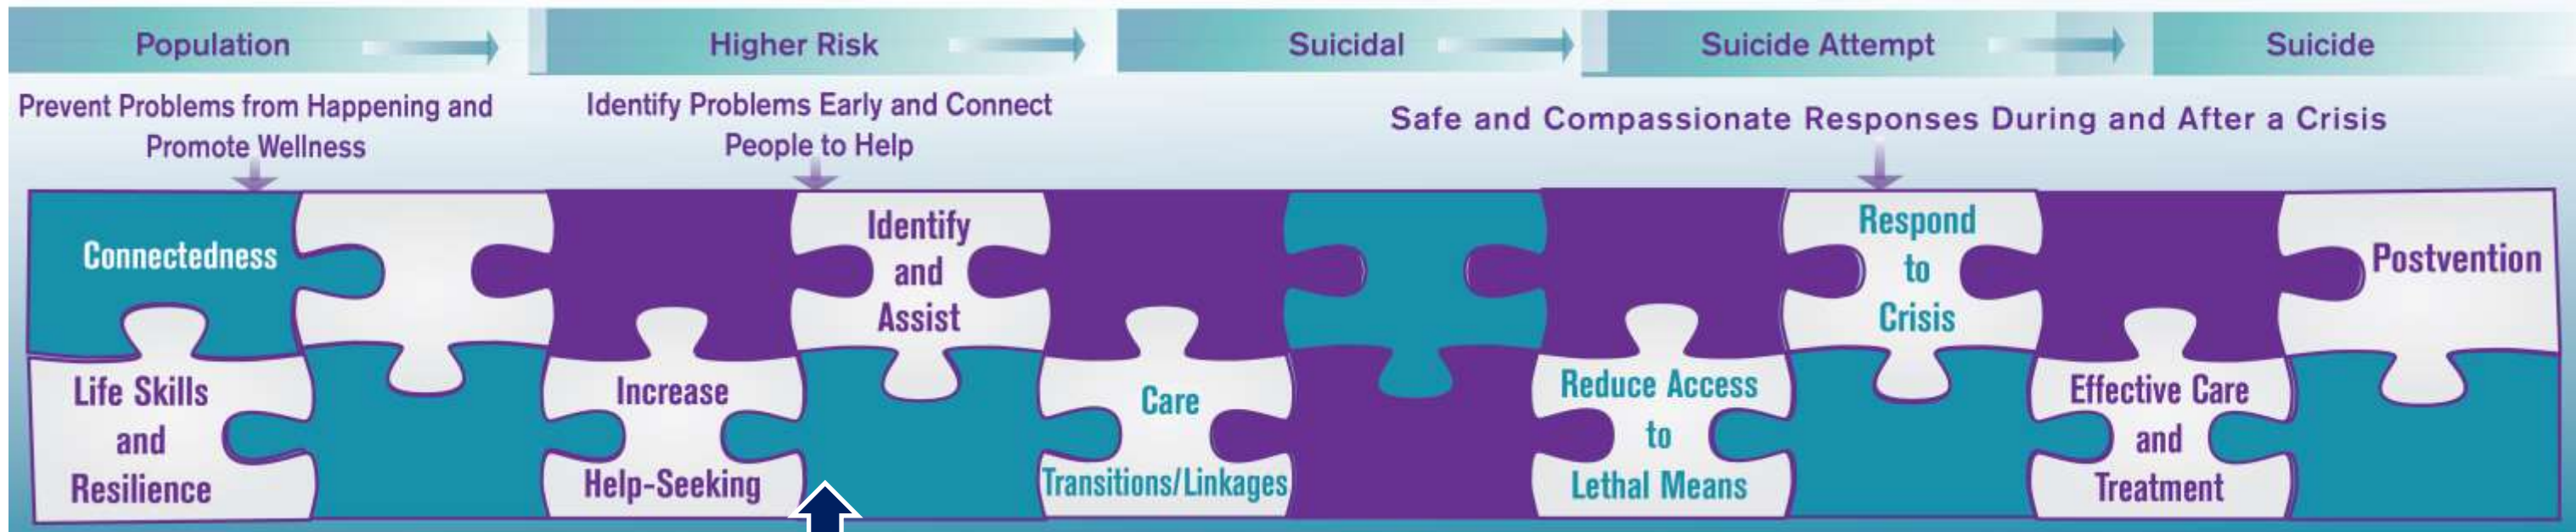 Population
Higher Risk
Suicidal
Suicide Attempt
Suicide
Prevent Problems from Happening and
Promote Wellness
Identify Problems Early and Connect
People to Help
Safe and Compassionate Responses During and After a Crisis
Connectedness
Life Skills
and
Resilience
Increase
Help-Seeking
Identify
and
Assist
Care
Transitions/Linkages
Reduce Access
to
Lethal Means
Respond
to
Crisis
Effective Care
and
Treatment
Postvention